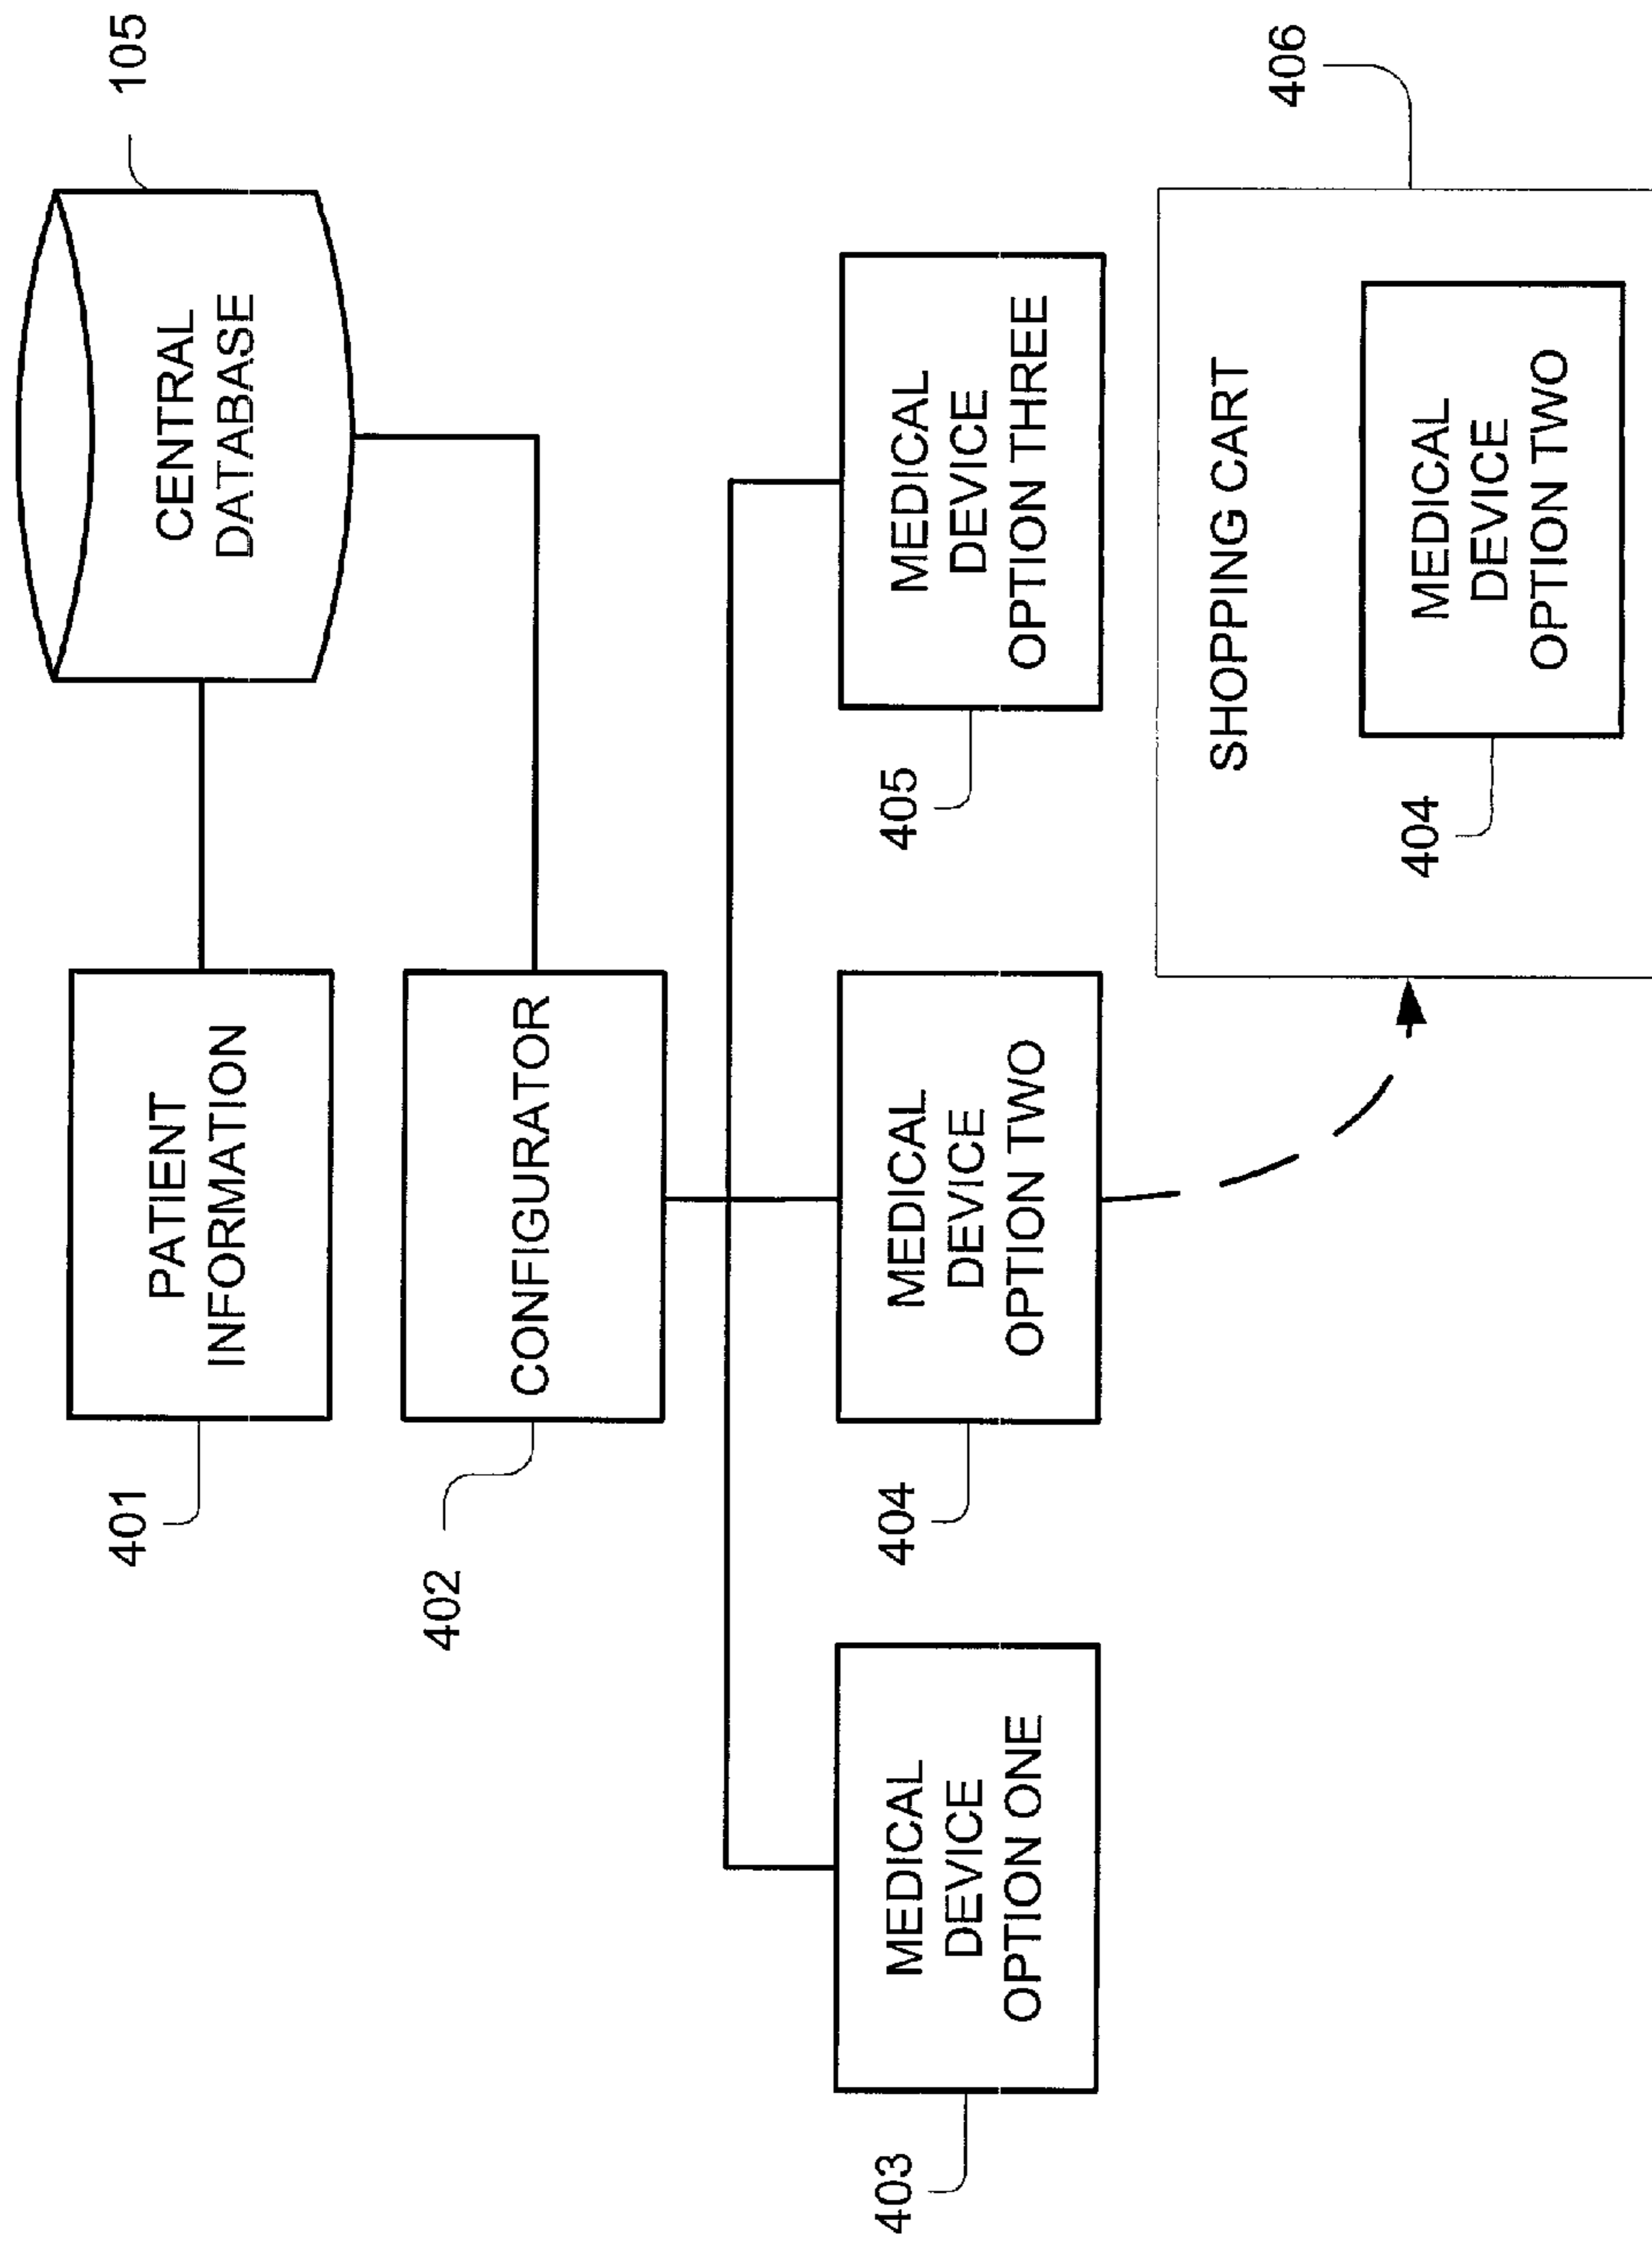 105
CENTRAL
DATABASE
401
PATIENT
INFORMATION
402
CONFIGURATOR
403
MEDICAL
DEVICE
OPTION ONE
404
MEDICAL
DEVICE
OPTION TWO
405
MEDICAL
DEVICE
OPTION THREE
406
SHOPPING CART
404
MEDICAL
DEVICE
OPTION TWO